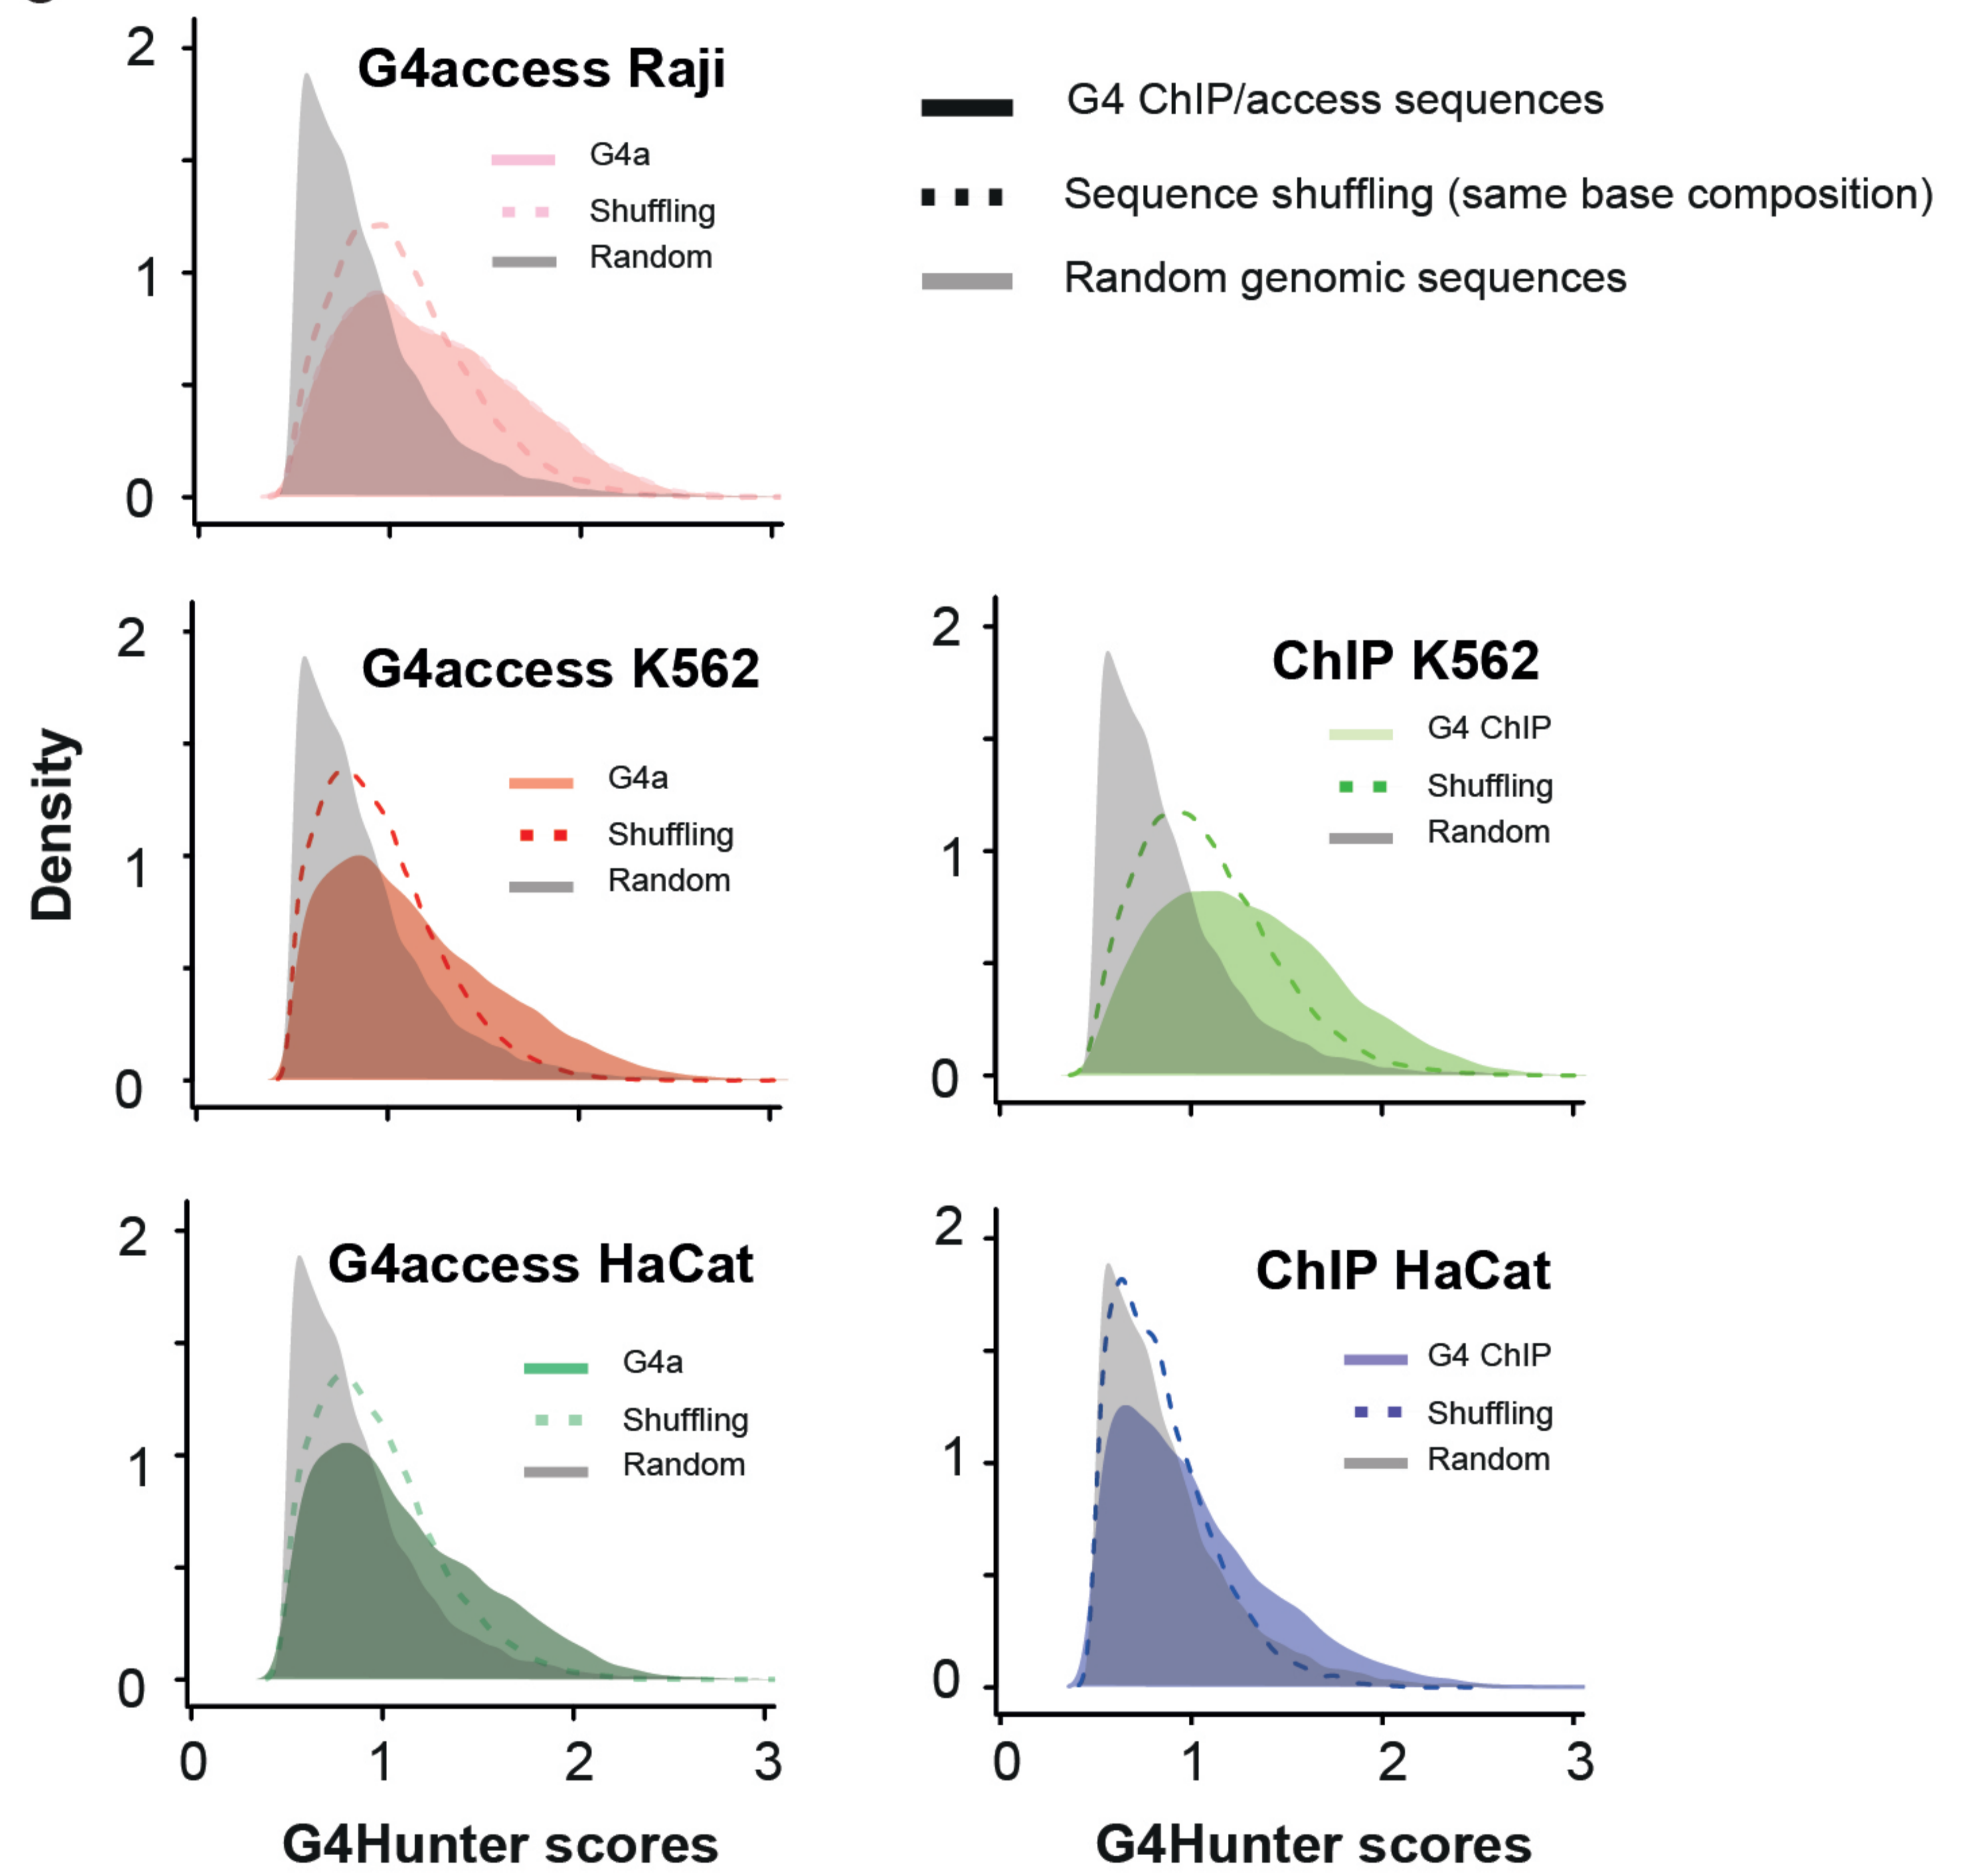 2
1
0
G4access Raji
G4a
Shuffling
Random
G4 ChIP/access sequences
Sequence shuffling (same base composition)
Random genomic sequences
Density
2
1
0
G4access K562
G4a
Shuffling
Random
2
1
0
ChIP K562
G4 ChIP
Shuffling
Random
2
1
0
G4access HaCat
G4a
Shuffling
Random
0 1 2 3
G4Hunter scores
2
1
0
ChIP HaCat
G4 ChIP
Shuffling
Random
0 1 2 3
G4Hunter scores